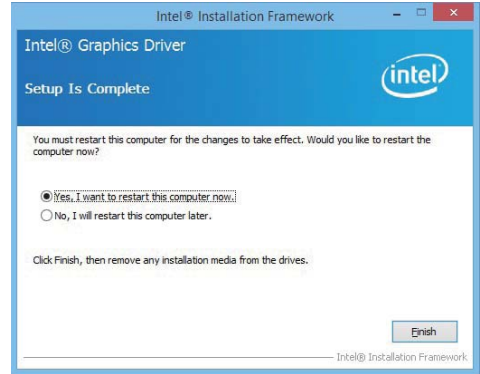 Intel® Installation Framework
Intel® Graphics Driver
Setup Is Complete
intel
You must restart this computer for the changes to take effect. Would you like to restart the
computer now?
Yes, I want to restart this computer now.
No, I will restart this computer later.
Click Finish, then remove any installation media from the drives.
Finish
Intel® Installation Framework